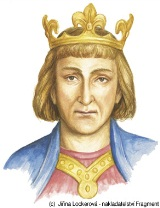 (c) Jiřina Lockerová - nakladatelství Fragment